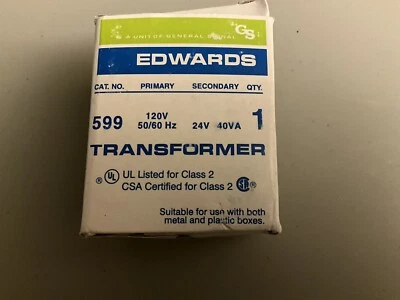 GS
A UNIT OF GENERAL SIGNAL
EDWARDS
CAT. NO. PRIMARY SECONDARY QTY.
599 120V 50/60 Hz 24V 40VA 1
TRANSFORMER
® UL Listed for Class 2
CSA Certified for Class 2 ®
Suitable for use with both
metal and plastic boxes.